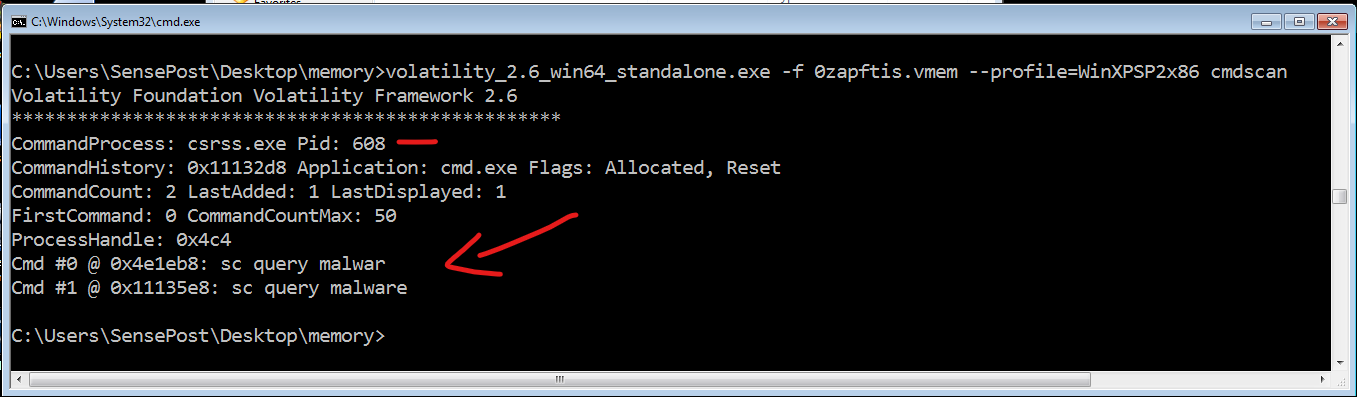 Favorites
C:\Windows\System32\cmd.exe
C:\Users\SensePost\Desktop\memory>volatility_2.6_win64_standalone.exe -f 0zapftis.vmem --profile=WinXPSP2x86 cmdscan
Volatility Foundation Volatility Framework 2.6
**************************************************
CommandProcess: csrss.exe Pid: 608
CommandHistory: 0x11132d8 Application: cmd.exe Flags: Allocated, Reset
CommandCount: 2 LastAdded: 1 LastDisplayed: 1
FirstCommand: 0 CommandCountMax: 50
ProcessHandle: 0x4c4
Cmd #0 @ 0x4e1eb8: sc query malwar
Cmd #1 @ 0x11135e8: sc query malware
C:\Users\SensePost\Desktop\memory>